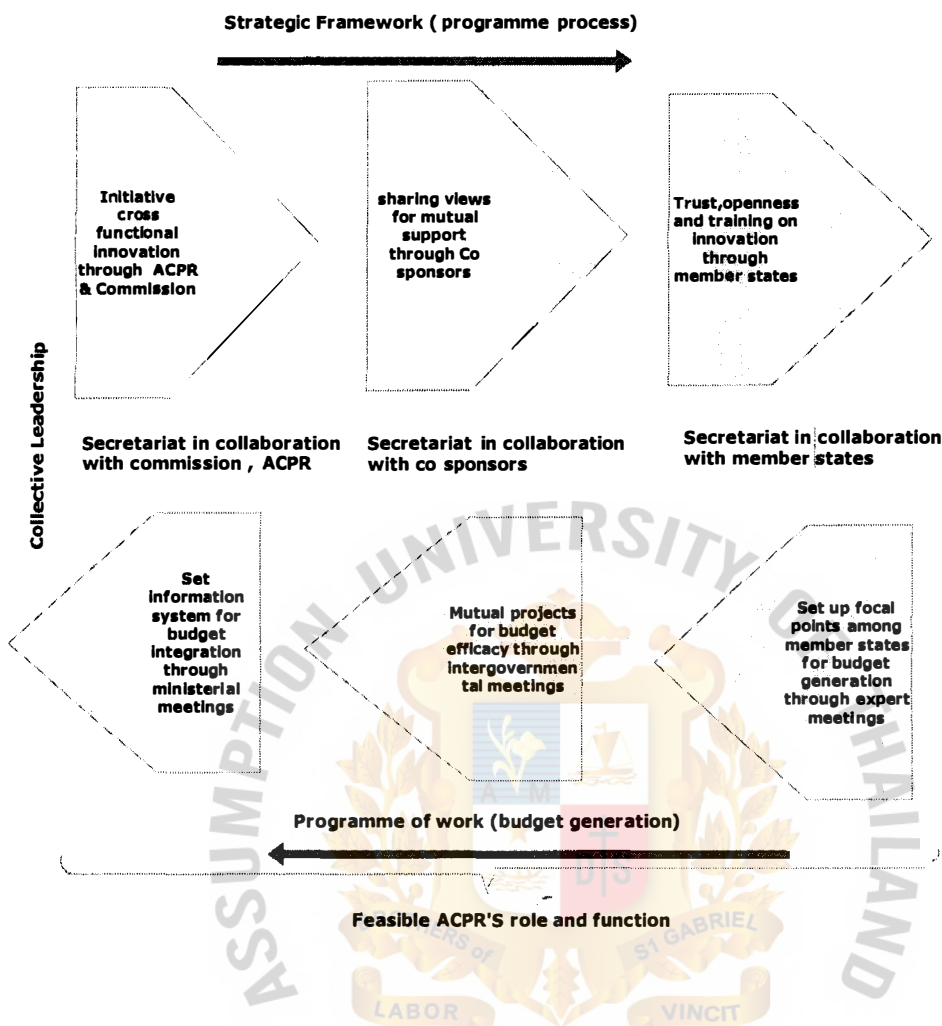 Strategic Framework ( programme process)
Initiative
cross
functional
innovation
through ACPR
& Commission
sharing views
for mutual
support
through Co
sponsors
Trust,openness
and training on
innovation
through
member states
Collective Leadership
Secretariat in collaboration
with commission , ACPR
Secretariat in collaboration
with co sponsors
Secretariat in collaboration
with member states
Set
information
system for
budget
integration
through
ministerial
meetings
Mutual projects
for budget
efficacy through
intergovernmen
tal meetings
Set up focal
points among
member states
for budget
generation
through expert
meetings
Programme of work (budget generation)
Feasible ACPR'S role and function
ASSUMPTION UNIVERSITY OF THAILAND
A M
D S
BROTHERS of
S1 GABRIEL
LABOR
VINCIT